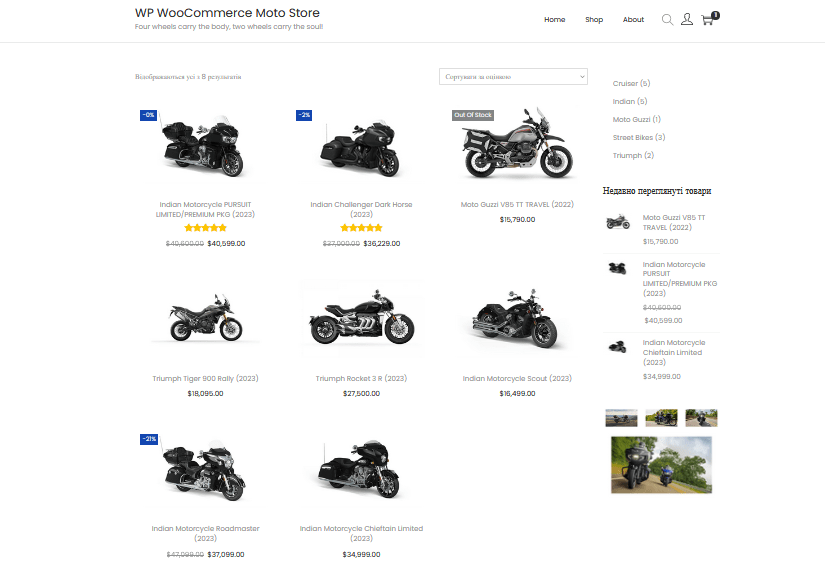 WP WooCommerce Moto Store
Four wheels carry the body, two wheels carry the soul!
Home
Shop
About
1
Відображаються усі з 8 результатів
Сортувати за оцінкою
-0%
Indian Motorcycle PURSUIT
LIMITED/PREMIUM PKG (2023)
$40,600.00 $40,599.00
-2%
Indian Challenger Dark Horse
(2023)
$37,000.00 $36,229.00
Out Of Stock
Moto Guzzi V85 TT TRAVEL (2022)
$15,790.00
Triumph Tiger 900 Rally (2023)
$18,095.00
Triumph Rocket 3 R (2023)
$27,500.00
Indian Motorcycle Scout (2023)
$16,499.00
-21%
Indian Motorcycle Roadmaster
(2023)
$47,099.00 $37,099.00
Indian Motorcycle Chieftain Limited
(2023)
$34,999.00
Cruiser (5)
Indian (5)
Moto Guzzi (1)
Street Bikes (3)
Triumph (2)
Недавно переглянуті товари
Moto Guzzi V85 TT
TRAVEL (2022)
$15,790.00
Indian Motorcycle
PURSUIT
LIMITED/PREMIUM PKG
(2023)
$40,600.00
$40,599.00
Indian Motorcycle
Chieftain Limited
(2023)
$34,999.00